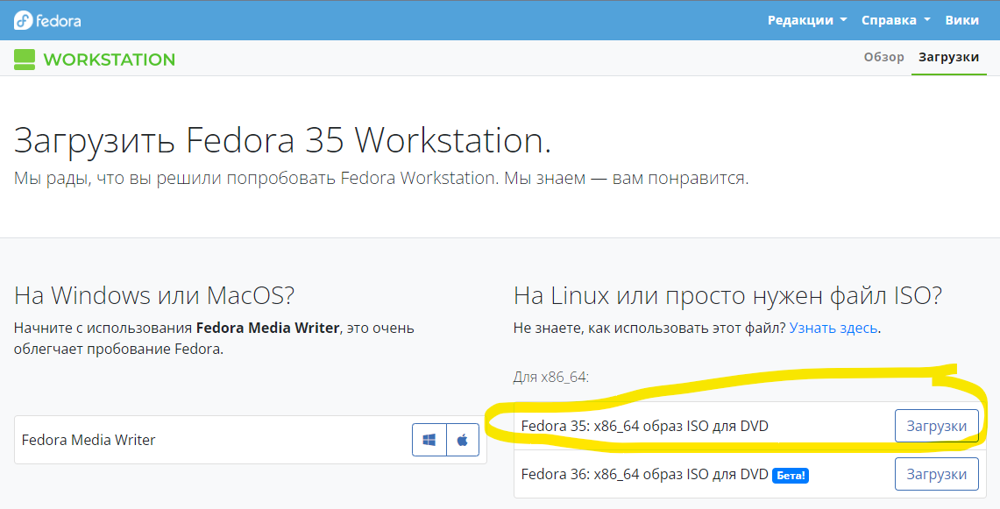 fedora
Редакции Справка Вики
WORKSTATION
Обзор Загрузки
Загрузить Fedora 35 Workstation.
Мы рады, что вы решили попробовать Fedora Workstation. Мы знаем — вам понравится.
На Windows или MacOS?
Начните с использования Fedora Media Writer, это очень
облегчает пробование Fedora.
Fedora Media Writer
На Linux или просто нужен файл ISO?
Не знаете, как использовать этот файл? Узнать здесь.
Для x86_64:
Fedora 35: x86_64 образ ISO для DVD Загрузки
Fedora 36: x86_64 образ ISO для DVD Бета! Загрузки